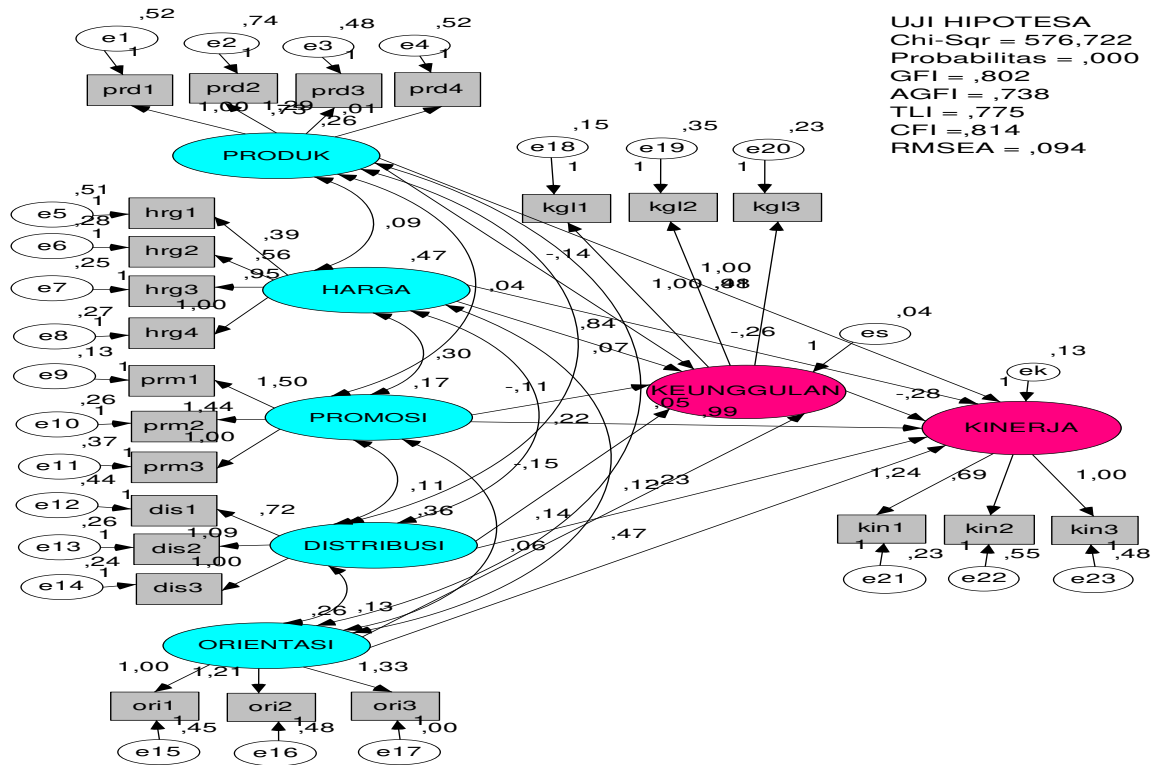 UJI HIPOTESA
Chi-Sqr = 576,722
Probabilitas = ,000
GFI = ,802
AGFI = ,738
TLI = ,775
CFI =,814
RMSEA = ,094
,52 ,74 ,48 ,52
e1 e2 e3 e4
1 1 1 1
prd1 prd2 prd3 prd4
1,00 ,73 1,29 ,01
,26
PRODUK
,15 ,35 ,23
e18 e19 e20
1 1 1
kgl1 kgl2 kgl3
,51
e5 1 hrg1
,28
e6 1 hrg2
,25
e7 1 hrg3
,27
e8 1 hrg4
,39
,56
,95
1,00
,09
,47
HARGA
,04
-,14
1,00 1,00
,84
-,26
,07
es ,04
1
,13
e9 1 prm1
,26
e10 1 prm2
,37
e11 1 prm3
1,50
1,44
1,00
,30
,17
PROMOSI
-,11
,22
KEUNGGULAN
,05 ,99
-,28
ek ,13
1
KINERJA
,44
e12 1 dis1
,26
e13 1 dis2
,24
e14 1 dis3
,72
1,09
1,00
-,15
,11
,36
DISTRIBUSI
,12 ,23
,14
,06
,47
1,24 ,69 1,00
kin1 kin2 kin3
1 ,23 1 ,55 1 ,48
e21 e22 e23
,26 ,13
ORIENTASI
1,00 1,21 1,33
ori1 ori2 ori3
1 ,45 1 ,48 1 ,00
e15 e16 e17